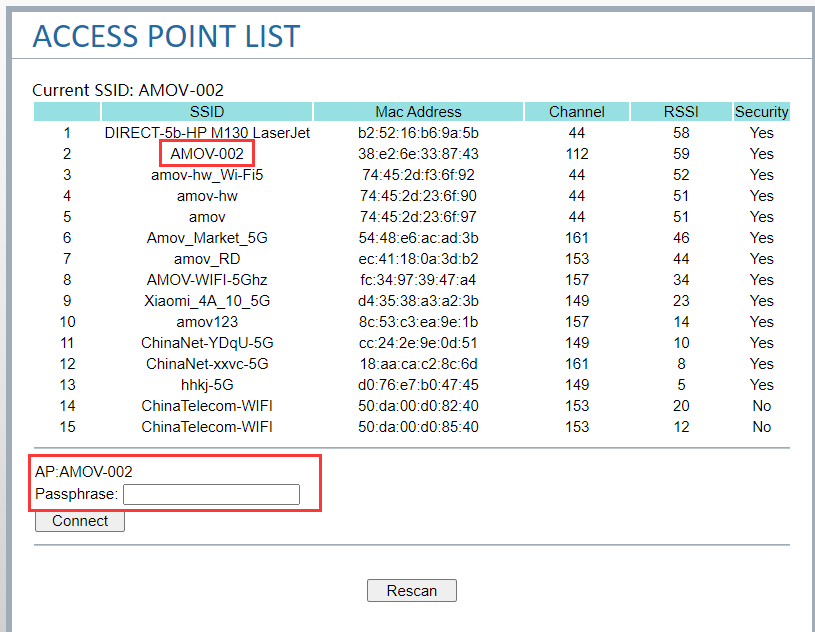 ACCESS POINT LIST
Current SSID: AMOV-002
SSID Mac Address Channel RSSI Security
1 DIRECT-5b-HP M130 LaserJet b2:52:16:b6:9a:5b 44 58 Yes
2 AMOV-002 38:e2:6e:33:87:43 112 59 Yes
3 amov-hw_Wi-Fi5 74:45:2d:f3:6f:92 44 52 Yes
4 amov-hw 74:45:2d:23:6f:90 44 51 Yes
5 amov 74:45:2d:23:6f:97 44 51 Yes
6 Amov_Market_5G 54:48:e6:ac:ad:3b 161 46 Yes
7 amov_RD ec:41:18:0a:3d:b2 153 44 Yes
8 AMOV-WIFI-5Ghz fc:34:97:39:47:a4 157 34 Yes
9 Xiaomi_4A_10_5G d4:35:38:a3:a2:3b 149 23 Yes
10 amov123 8c:53:c3:ea:9e:1b 157 14 Yes
11 ChinaNet-YDqU-5G cc:24:2e:9e:0d:51 149 10 Yes
12 ChinaNet-xxvc-5G 18:aa:ca:c2:8c:6d 161 8 Yes
13 hhkj-5G d0:76:e7:b0:47:45 149 5 Yes
14 ChinaTelecom-WIFI 50:da:00:d0:82:40 153 20 No
15 ChinaTelecom-WIFI 50:da:00:d0:85:40 153 12 No
AP:AMOV-002
Passphrase:
Connect
Rescan